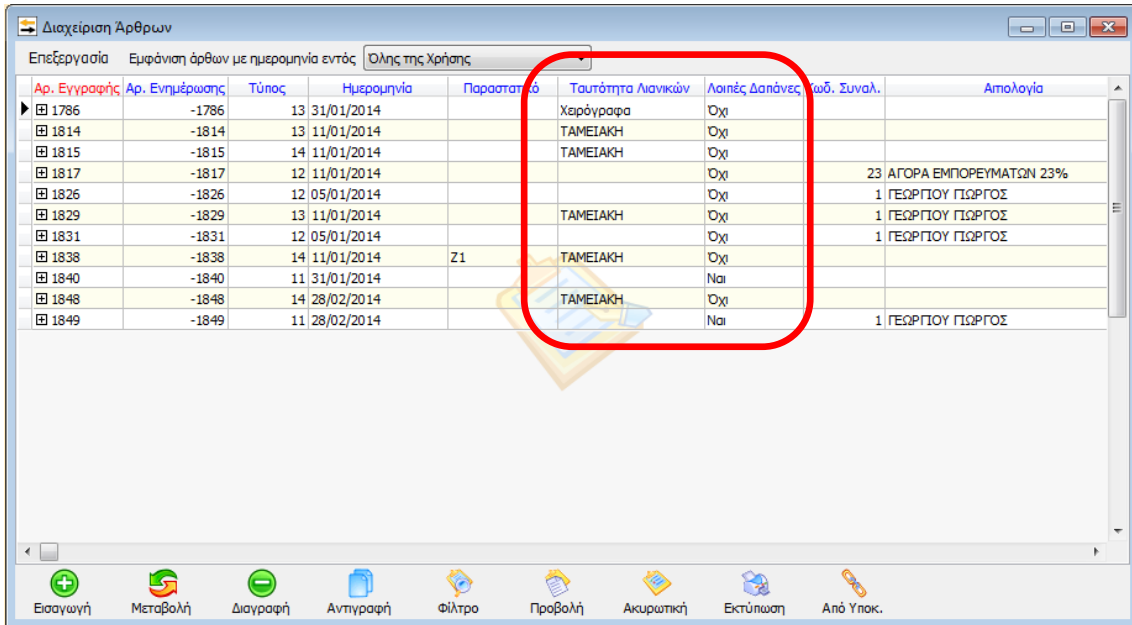 Διαχείριση Άρθρων
Επεξεργασία Εμφάνιση άρθων με ημερομηνία εντός Όλης της Χρήσης
Αρ. Εγγραφής Αρ. Ενημέρωσης Τύπος Ημερομηνία Παραστατικό Ταυτότητα Λιανικών Λοιπές Δαπάνες Κωδ. Συναλ. Αιτιολογία
1786 -1786 13 31/01/2014 Χειρόγραφα Όχι
1814 -1814 13 11/01/2014 ΤΑΜΕΙΑΚΗ Όχι
1815 -1815 14 11/01/2014 ΤΑΜΕΙΑΚΗ Όχι
1817 -1817 12 11/01/2014 Όχι 23 ΑΓΟΡΑ ΕΜΠΟΡΕΥΜΑΤΩΝ 23%
1826 -1826 12 05/01/2014 Όχι 1 ΓΕΩΡΓΙΟΥ ΓΙΩΡΓΟΣ
1829 -1829 13 11/01/2014 ΤΑΜΕΙΑΚΗ Όχι 1 ΓΕΩΡΓΙΟΥ ΓΙΩΡΓΟΣ
1831 -1831 12 05/01/2014 Όχι 1 ΓΕΩΡΓΙΟΥ ΓΙΩΡΓΟΣ
1838 -1838 14 11/01/2014 Z1 ΤΑΜΕΙΑΚΗ Όχι
1840 -1840 11 31/01/2014 Ναι
1848 -1848 14 28/02/2014 ΤΑΜΕΙΑΚΗ Όχι
1849 -1849 11 28/02/2014 Ναι 1 ΓΕΩΡΓΙΟΥ ΓΙΩΡΓΟΣ
Εισαγωγή Μεταβολή Διαγραφή Αντιγραφή Φίλτρο Προβολή Ακυρωτική Εκτύπωση Από Υποκ.